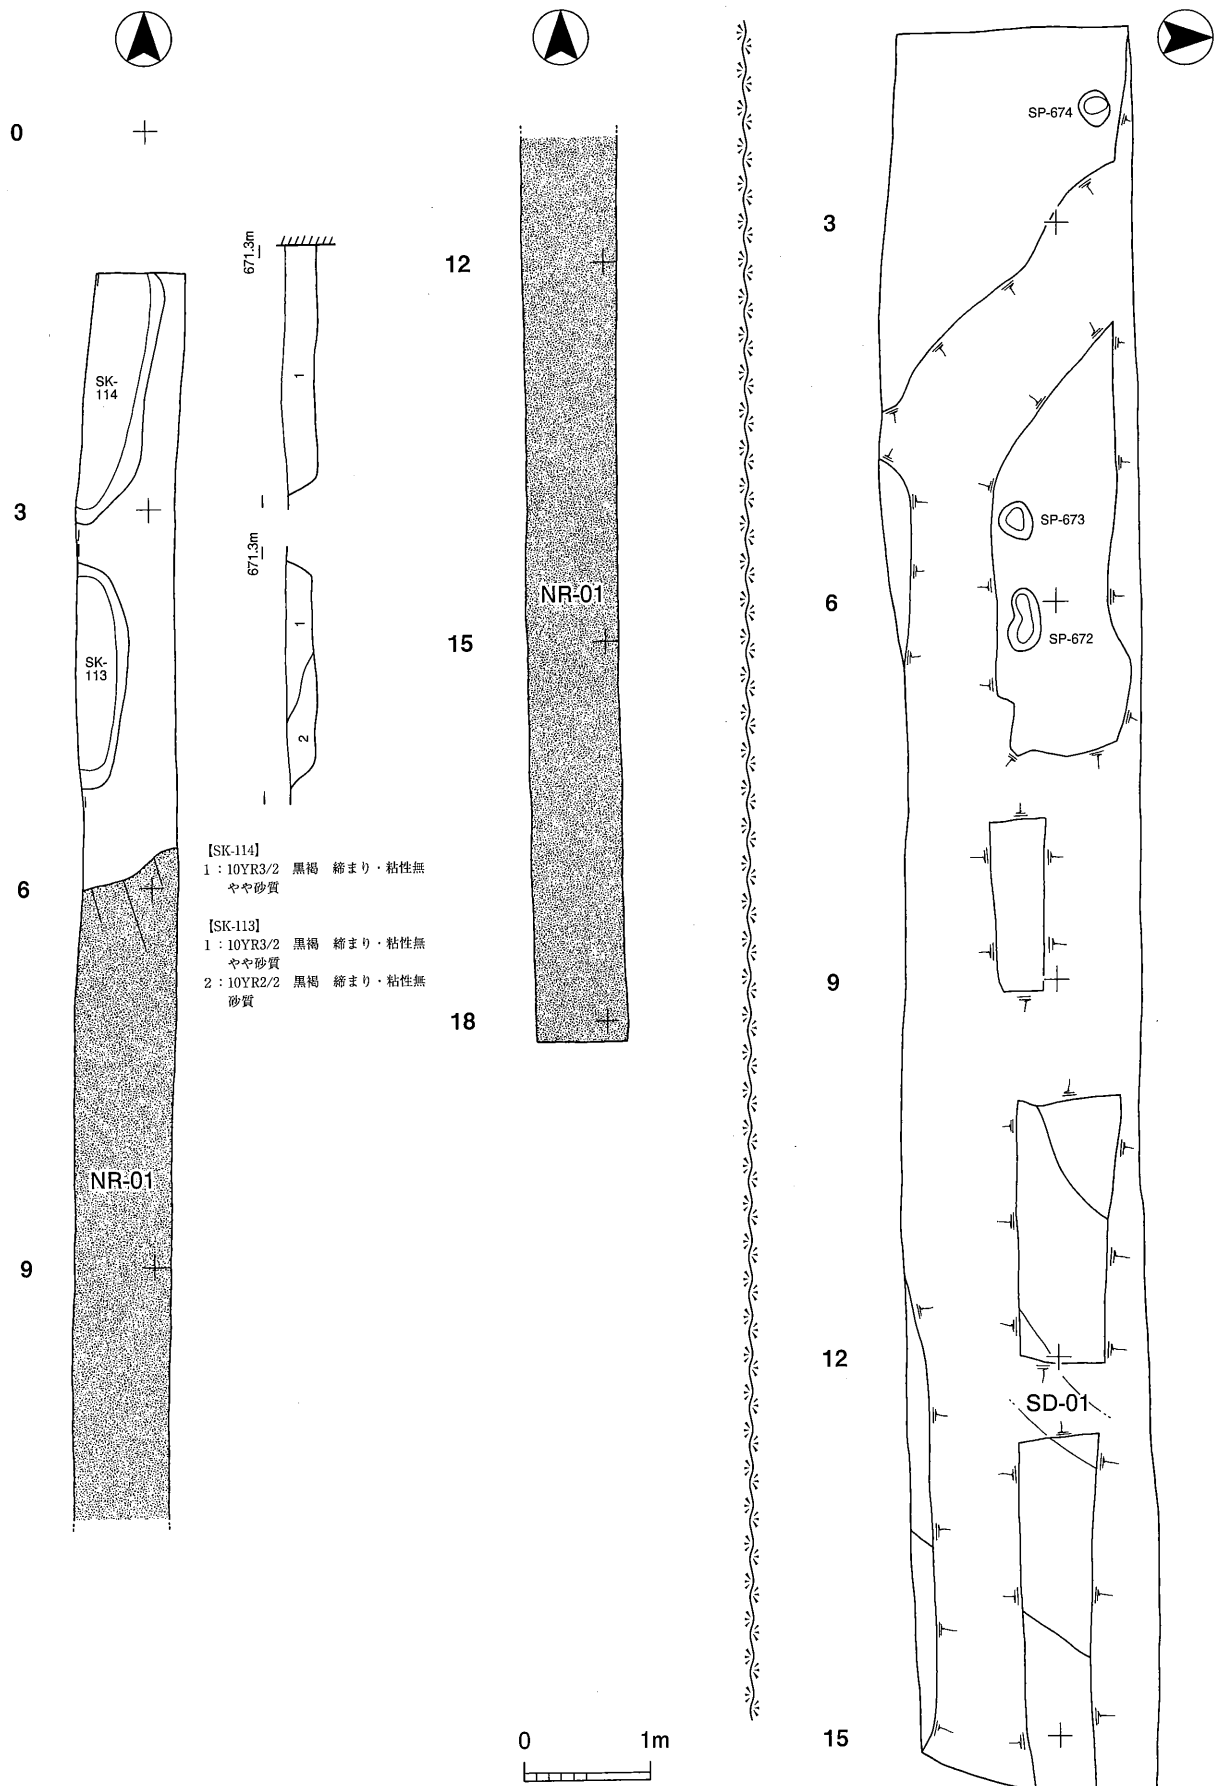 0
671.3m
1
SK-
114
3
671.3m
1
2
SK-
113
【SK-114】
1：10YR3/2　黒褐　締まり・粘性無
やや砂質
【SK-113】
1：10YR3/2　黒褐　締まり・粘性無
やや砂質
2：10YR2/2　黒褐　締まり・粘性無
砂質
6
NR-01
9
12
NR-01
15
18
0 1m
SP-674
3
SP-673
6
SP-672
9
12
SD-01
15